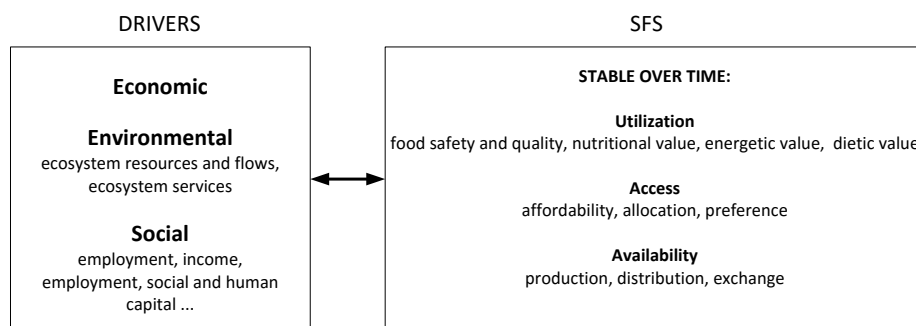 DRIVERS
Economic
Environmental
ecosystem resources and flows,
ecosystem services
Social
employment, income,
employment, social and human
capital ...
SFS
STABLE OVER TIME:
Utilization
food safety and quality, nutritional value, energetic value, dietic value
Access
affordability, allocation, preference
Availability
production, distribution, exchange